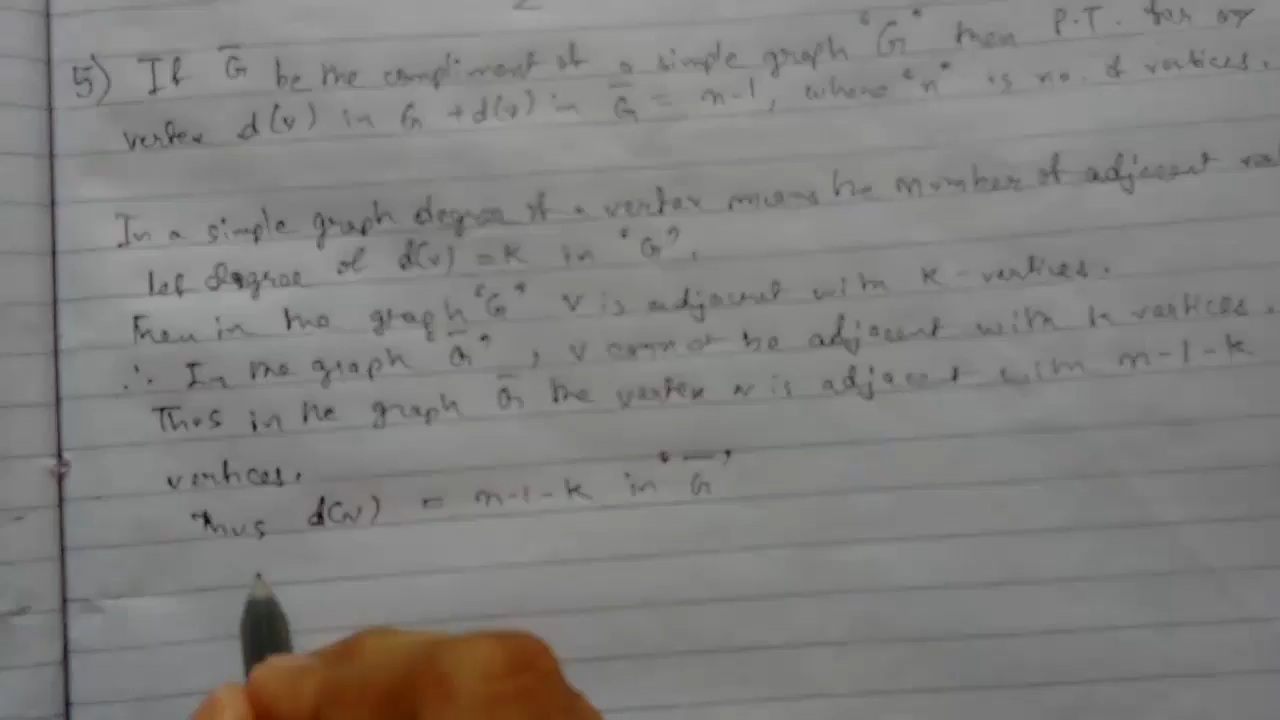 5) If G̅ be the compliment of a simple graph "G" then P.T. for any
vertex d(v) in G + d(v) in G̅ = n-1, where "n" is no. of vertices.
In a simple graph degree of a vertex means the number of adjacent
let degree of d(v) = k in "G".
Then in the graph "G" v is adjacent with k-vertices.
∴ In the graph "G̅", v cannot be adjacent with k vertices.
Thus in the graph G̅ the vertex v is adjacent with n-1-k
vertices.
Thus d(v) = n-1-k in "G̅"